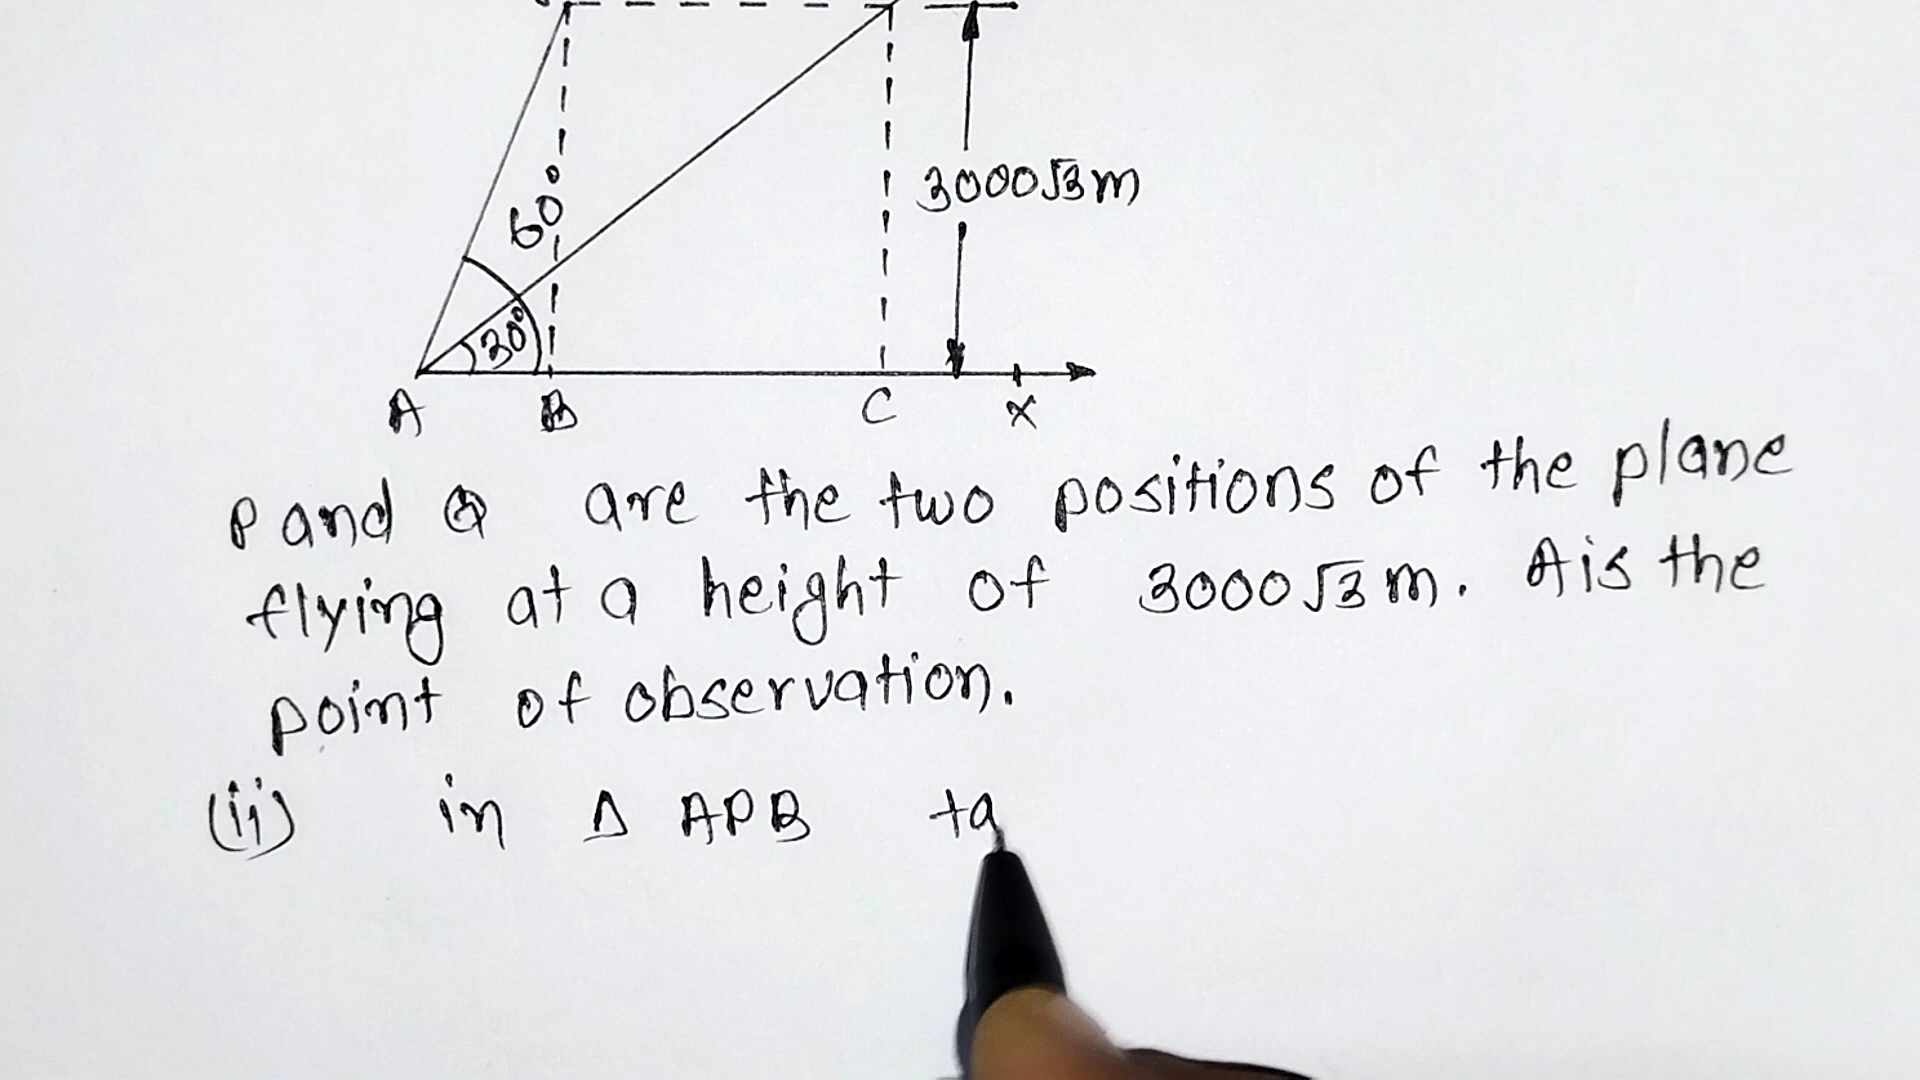 3000√3m
60°
30°
A B C X
P and Q are the two positions of the plane
flying at a height of 3000√3 m. A is the
point of observation.
(ii) in Δ APB ta